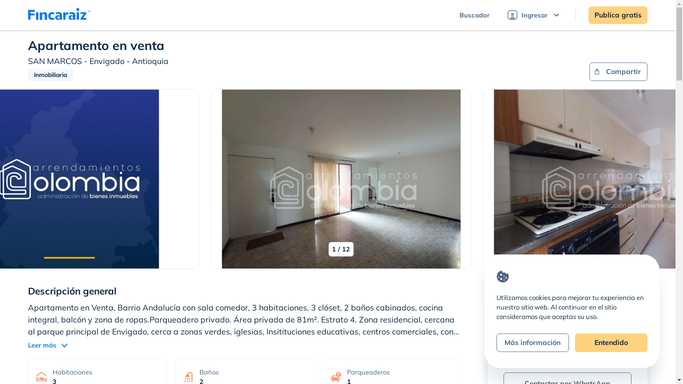 Fincaraiz
Buscador
Ingresar
Publica gratis
Apartamento en venta
SAN MARCOS - Envigado - Antioquia
Inmobiliaria
Compartir
arrendamientos
Colombia
administración de bienes inmuebles
arrendamientos
Colombia
administración de bienes inmuebles
arrendamientos
Colombia
administración de bienes inmuebles
1 / 12
Descripción general
Apartamento en Venta, Barrio Andalucía con sala comedor, 3 habitaciones, 3 clóset, 2 baños cabinados, cocina
integral, balcón y zona de ropas.Parqueadero privado. Área privada de 81m². Estrato 4. Zona residencial, cercana
al parque principal de Envigado, cerca a zonas verdes, iglesias, Insitituciones educativas, centros comerciales, con...
Leer más
Habitaciones
3
Baños
2
Parqueaderos
1
Utilizamos cookies para mejorar tu experiencia en
nuestro sitio web. Al continuar en el sitio
consideramos que aceptas su uso.
Más información
Entendido
Contactar por WhatsApp